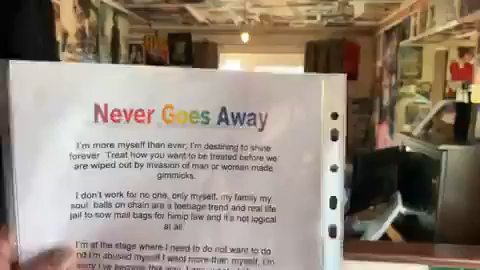 Never Goes Away
I'm more myself than ever, I'm destining to shine
forever. Treat how you want to be treated before we
are wiped out by invasion of man or woman made
gimmicks.
I don't work for no one, only myself, my family my
soul. balls on chain are a teenage trend and real life
jail to sow mail bags for law and it's not logical
at all.
I'm at the stage where I need to do not want to do
nd I'm abused myself I want more than myself, I'm